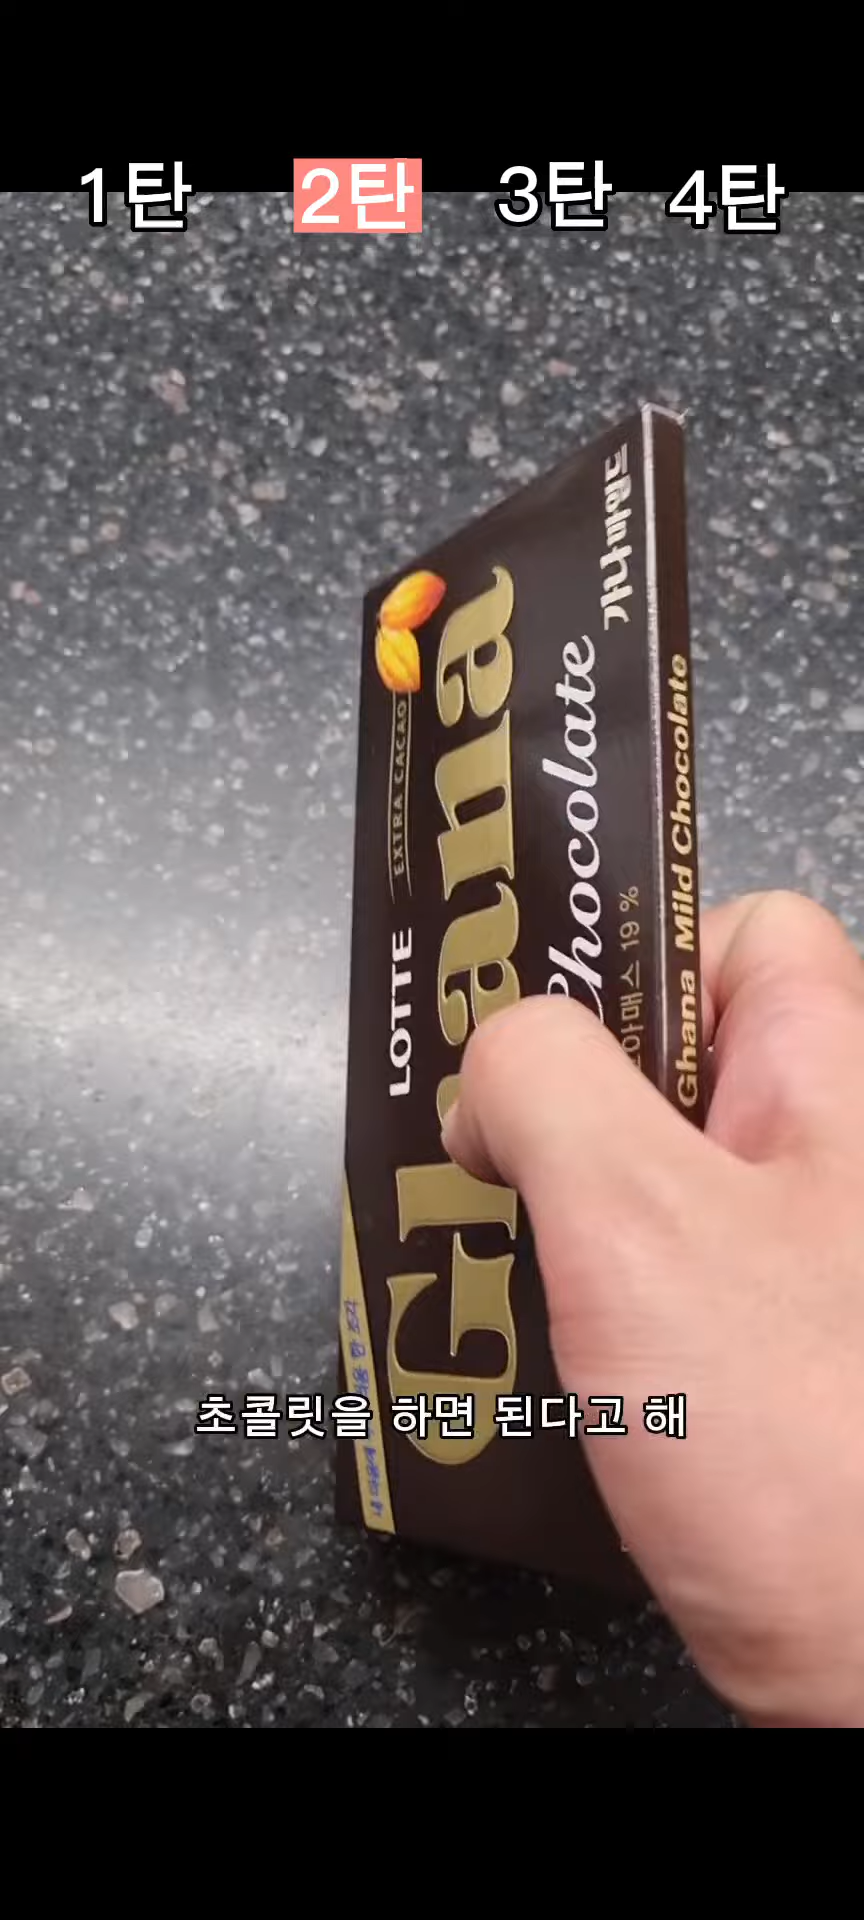 1탄 2탄 3탄 4탄
LOTTE
EXTRA CACAO
Ghana
Chocolate
가나마일드
19 %
Ghana Mild Chocolate
초콜릿을 하면 된다고 해